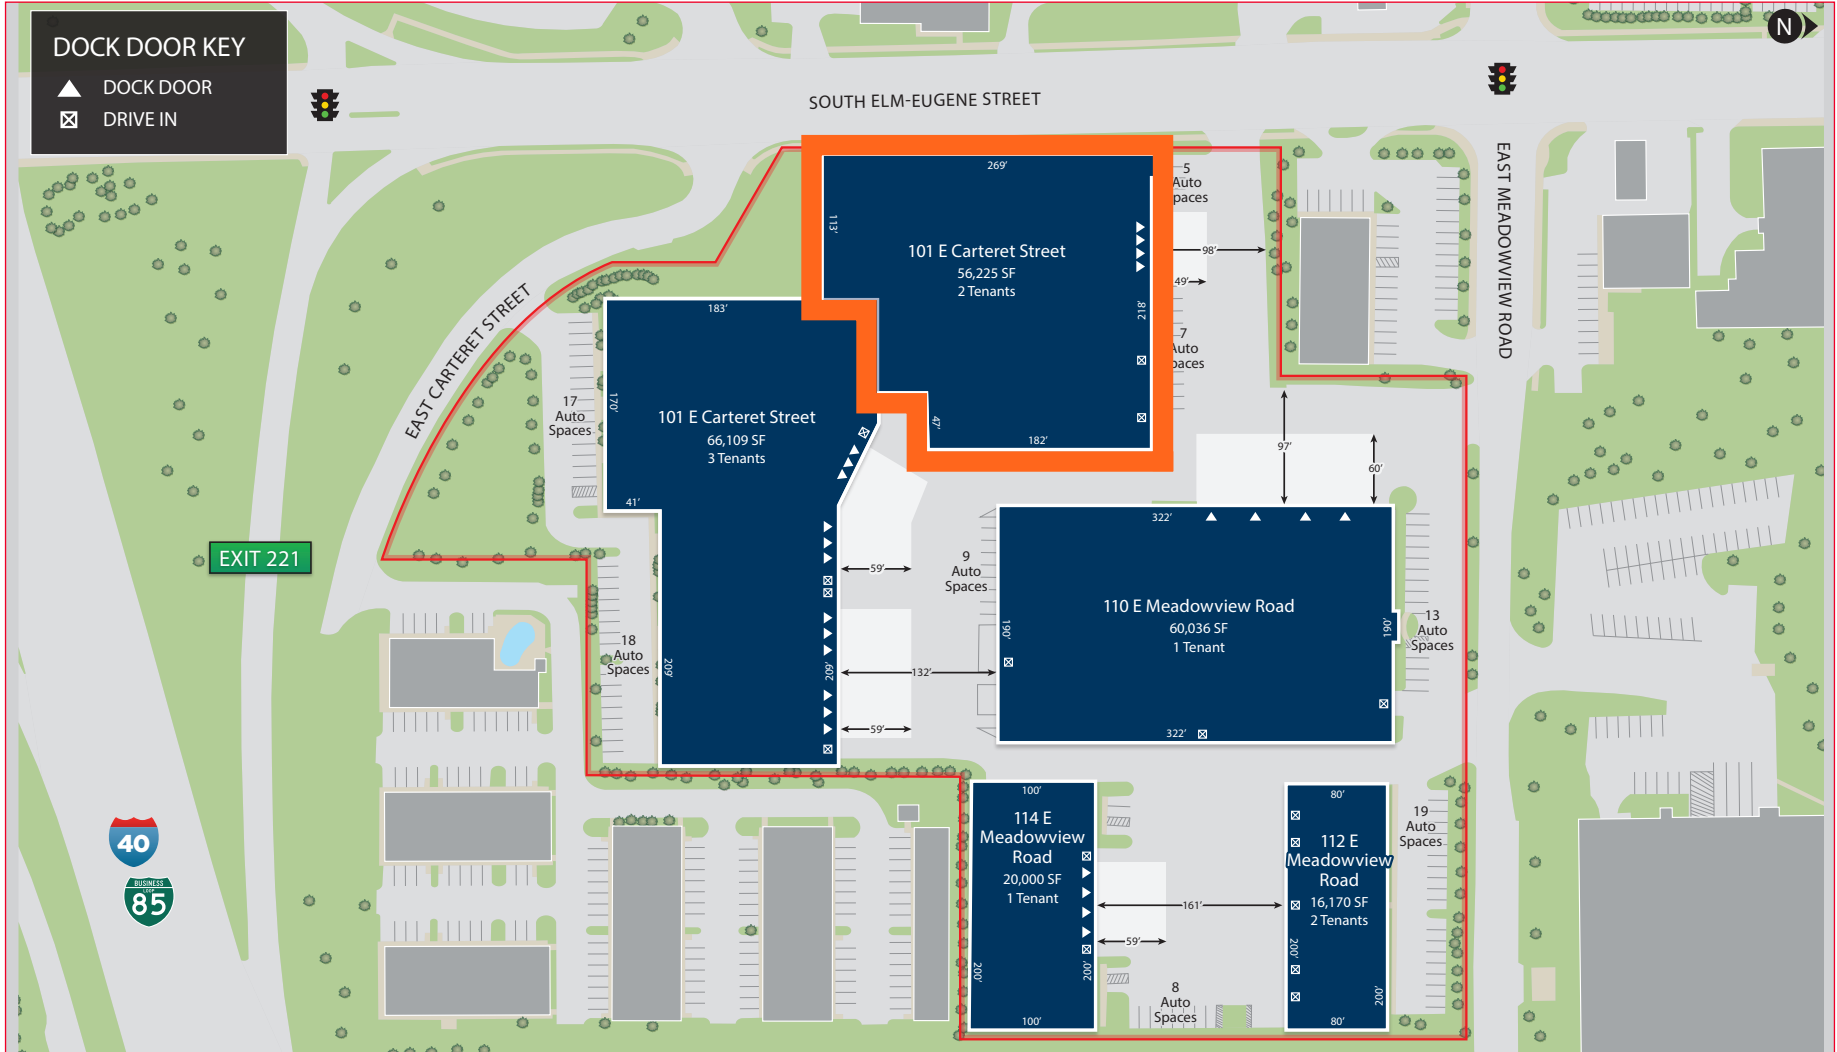 DOCK DOOR KEY
DOCK DOOR
DRIVE IN
N
SOUTH ELM-EUGENE STREET
EAST MEADOWVIEW ROAD
EAST CARTERET STREET
EXIT 221
40
BUSINESS
LOOP
85
269'
113'
101 E Carteret Street
56,225 SF
2 Tenants
218'
47'
182'
5
Auto
paces
98'
49'
7
Auto
paces
183'
170'
101 E Carteret Street
66,109 SF
3 Tenants
41'
209'
209'
17
Auto
Spaces
18
Auto
Spaces
59'
132'
59'
9
Auto
Spaces
97'
60'
322'
190'
110 E Meadowview Road
60,036 SF
1 Tenant
190'
322'
13
Auto
Spaces
100'
114 E
Meadowview
Road
20,000 SF
1 Tenant
200'
200'
100'
161'
59'
8
Auto
Spaces
80'
112 E
Meadowview
Road
16,170 SF
2 Tenants
200'
200'
80'
19
Auto
Spaces